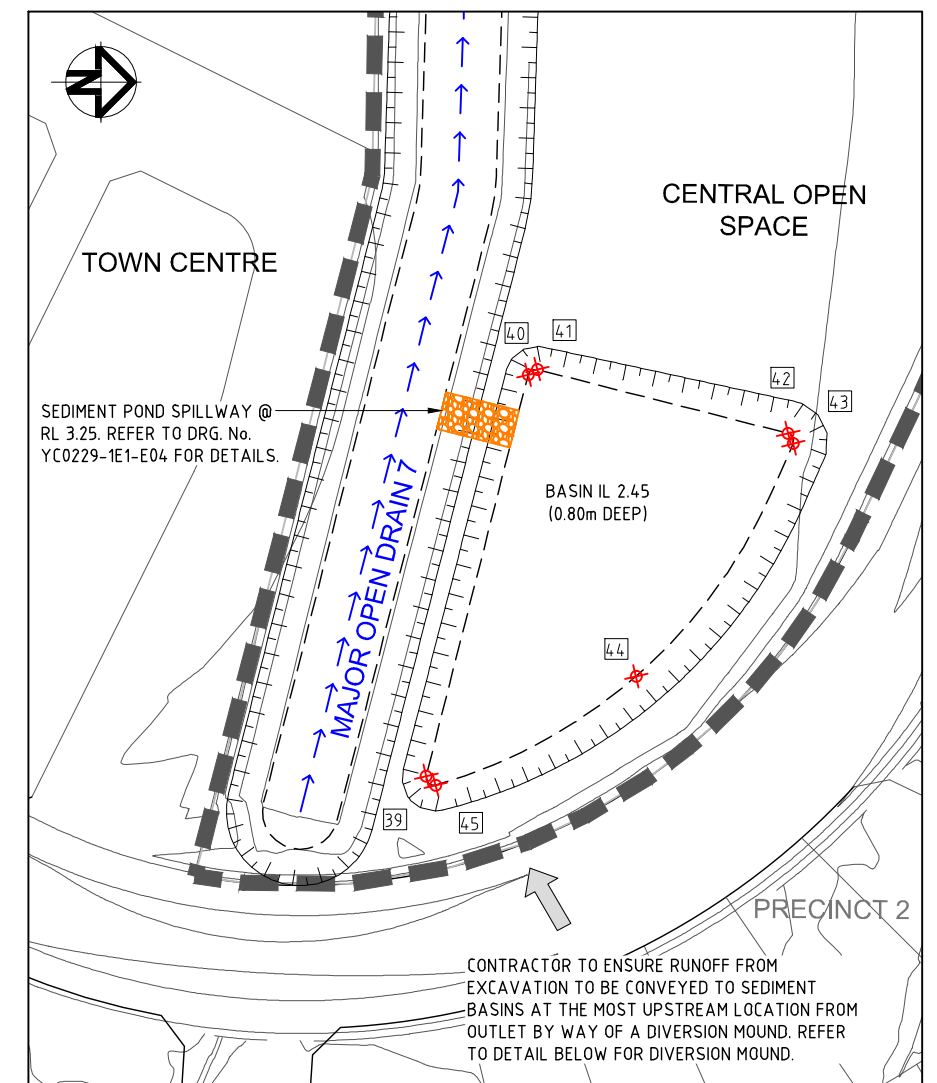 N
CENTRAL OPEN
SPACE
TOWN CENTRE
40
41
42
43
SEDIMENT POND SPILLWAY @
RL 3.25. REFER TO DRG. No.
YC0229-1E1-E04 FOR DETAILS.
BASIN IL 2.45
(0.80m DEEP)
MAJOR OPEN DRAIN 7
44
39
45
PRECINCT 2
CONTRACTOR TO ENSURE RUNOFF FROM
EXCAVATION TO BE CONVEYED TO SEDIMENT
BASINS AT THE MOST UPSTREAM LOCATION FROM
OUTLET BY WAY OF A DIVERSION MOUND. REFER
TO DETAIL BELOW FOR DIVERSION MOUND.